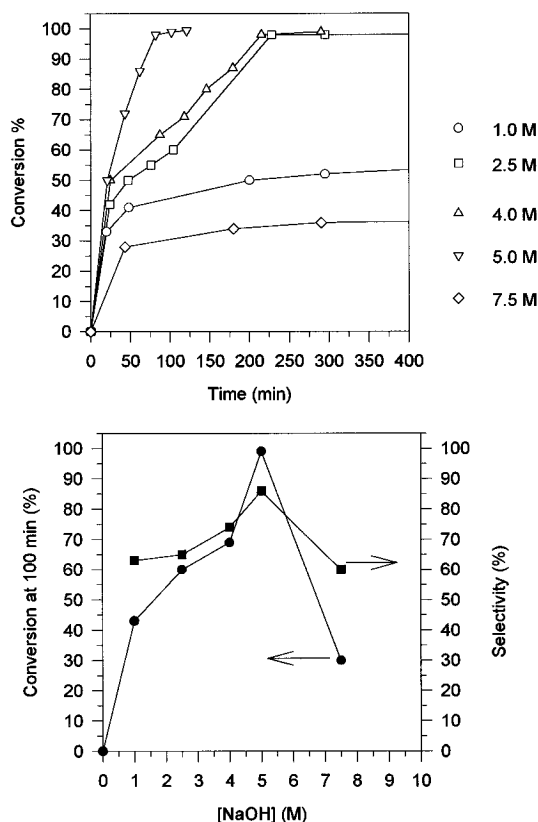 100
90
80
70
60
50
40
30
20
10
0
Conversion %
0 50 100 150 200 250 300 350 400
Time (min)
1.0 M
2.5 M
4.0 M
5.0 M
7.5 M
100
90
80
70
60
50
40
30
20
10
0
Conversion at 100 min (%)
100
90
80
70
60
50
40
30
20
10
0
Selectivity (%)
0 1 2 3 4 5 6 7 8 9 10
[NaOH] (M)